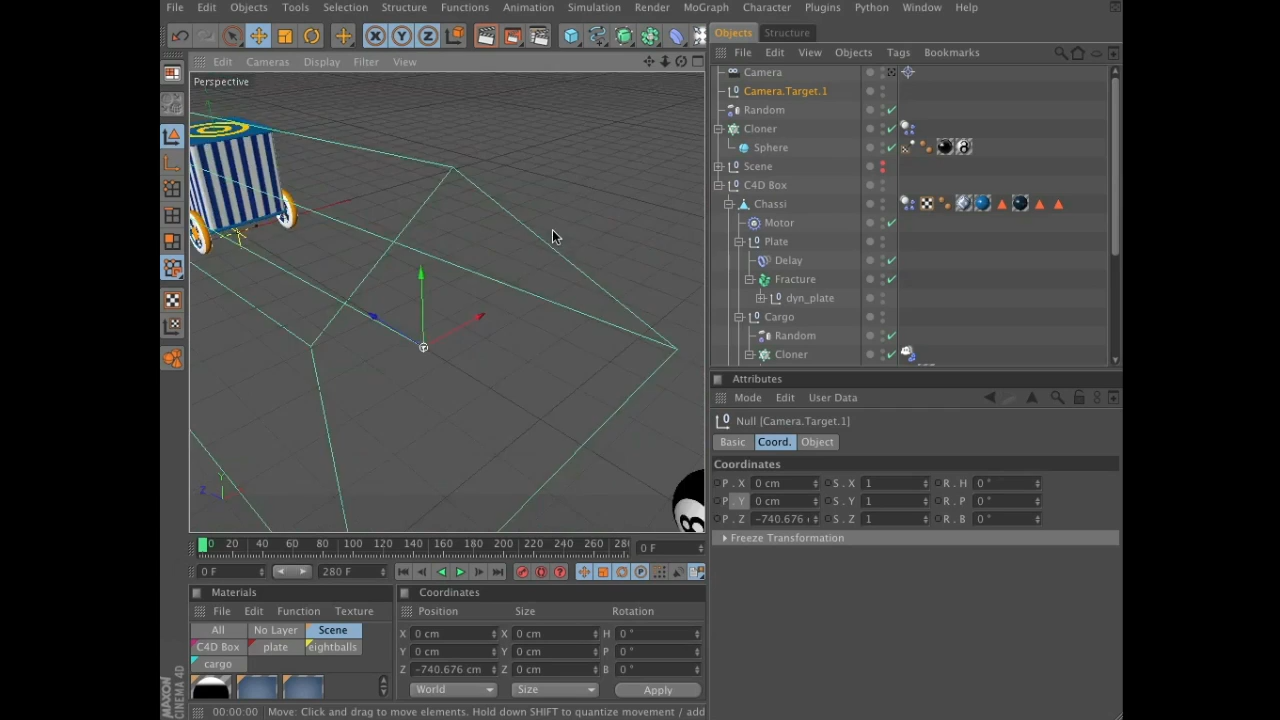 File Edit Objects Tools Selection Structure Functions Animation Simulation Render MoGraph Character Plugins Python Window Help
Edit Cameras Display Filter View
Perspective
Objects Structure
File Edit View Objects Tags Bookmarks
Camera
Camera.Target.1
Random
Cloner
Sphere
Scene
C4D Box
Chassi
Motor
Plate
Delay
Fracture
dyn_plate
Cargo
Random
Cloner
Attributes
Mode Edit User Data
Null [Camera.Target.1]
Basic Coord. Object
Coordinates
P . X 0 cm S . X 1 R . H 0 °
P . Y 0 cm S . Y 1 R . P 0 °
P . Z -740.676 S . Z 1 R . B 0 °
Freeze Transformation
Y
Z
8
0 20 40 60 80 100 120 140 160 180 200 220 240 260 28
0 F
0 F 280 F
Materials
File Edit Function Texture
All No Layer Scene
C4D Box plate eightballs
cargo
Coordinates
Position Size Rotation
X 0 cm X 0 cm H 0 °
Y 0 cm Y 0 cm P 0 °
Z -740.676 cm Z 0 cm B 0 °
World Size Apply
MAXON CINEMA 4D
00:00:00 Move: Click and drag to move elements. Hold down SHIFT to quantize movement / add